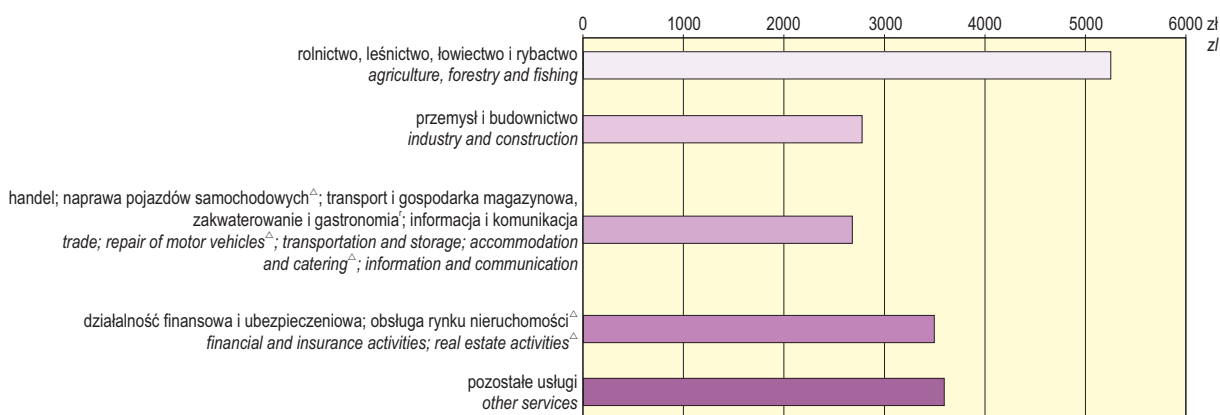 0 1000 2000 3000 4000 5000 6000 zł
zl
rolnictwo, leśnictwo, łowiectwo i rybactwo
agriculture, forestry and fishing
przemysł i budownictwo
industry and construction
handel; naprawa pojazdów samochodowych△; transport i gospodarka magazynowa,
zakwaterowanie i gastronomiaΓ; informacja i komunikacja
trade; repair of motor vehicles△; transportation and storage; accommodation
and catering△; information and communication
działalność finansowa i ubezpieczeniowa; obsługa rynku nieruchomości△
financial and insurance activities; real estate activities△
pozostałe usługi
other services